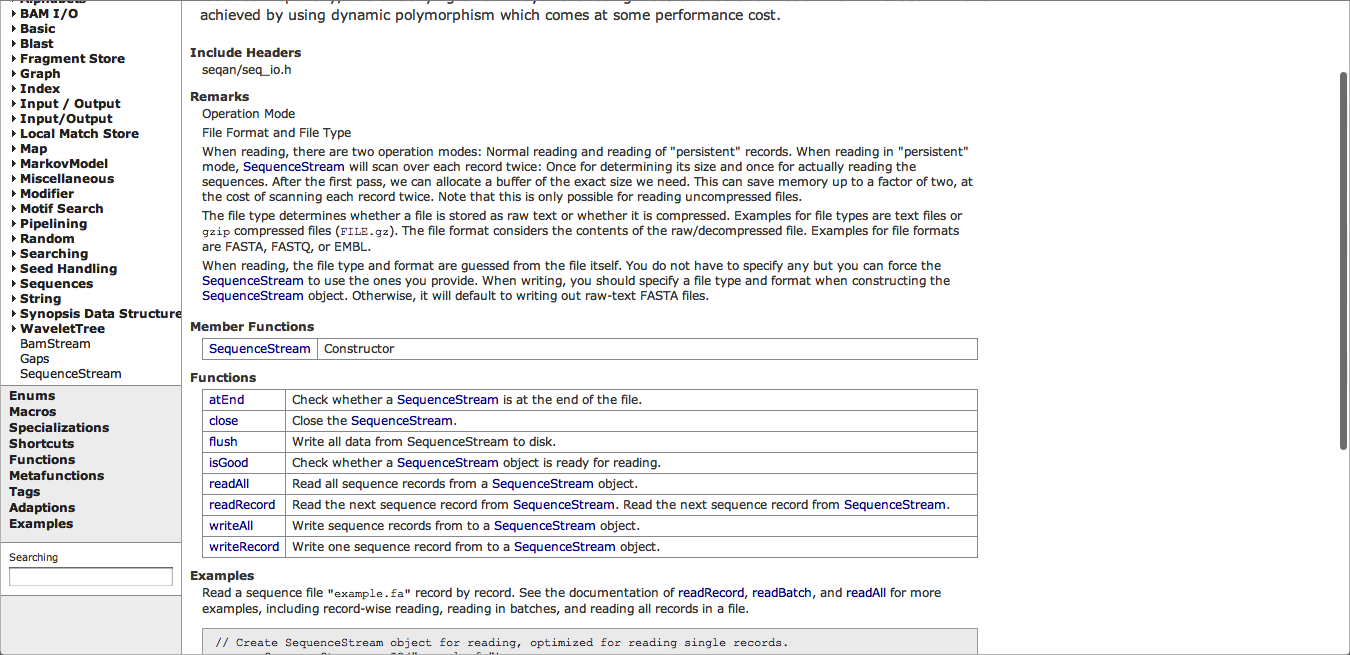 BAM I/O
Basic
Blast
Fragment Store
Graph
Index
Input / Output
Input/Output
Local Match Store
Map
MarkovModel
Miscellaneous
Modifier
Motif Search
Pipelining
Random
Searching
Seed Handling
Sequences
String
Synopsis Data Structure
WaveletTree
BamStream
Gaps
SequenceStream
Enums
Macros
Specializations
Shortcuts
Functions
Metafunctions
Tags
Adaptions
Examples
Searching
achieved by using dynamic polymorphism which comes at some performance cost.
Include Headers
seqan/seq_io.h
Remarks
Operation Mode
File Format and File Type
When reading, there are two operation modes: Normal reading and reading of "persistent" records. When reading in "persistent"
mode, SequenceStream will scan over each record twice: Once for determining its size and once for actually reading the
sequences. After the first pass, we can allocate a buffer of the exact size we need. This can save memory up to a factor of two, at
the cost of scanning each record twice. Note that this is only possible for reading uncompressed files.
The file type determines whether a file is stored as raw text or whether it is compressed. Examples for file types are text files or
gzip compressed files (FILE.gz). The file format considers the contents of the raw/decompressed file. Examples for file formats
are FASTA, FASTQ, or EMBL.
When reading, the file type and format are guessed from the file itself. You do not have to specify any but you can force the
SequenceStream to use the ones you provide. When writing, you should specify a file type and format when constructing the
SequenceStream object. Otherwise, it will default to writing out raw-text FASTA files.
Member Functions
SequenceStream Constructor
Functions
atEnd Check whether a SequenceStream is at the end of the file.
close Close the SequenceStream.
flush Write all data from SequenceStream to disk.
isGood Check whether a SequenceStream object is ready for reading.
readAll Read all sequence records from a SequenceStream object.
readRecord Read the next sequence record from SequenceStream. Read the next sequence record from SequenceStream.
writeAll Write sequence records from to a SequenceStream object.
writeRecord Write one sequence record from to a SequenceStream object.
Examples
Read a sequence file "example.fa" record by record. See the documentation of readRecord, readBatch, and readAll for more
examples, including record-wise reading, reading in batches, and reading all records in a file.
// Create SequenceStream object for reading, optimized for reading single records.